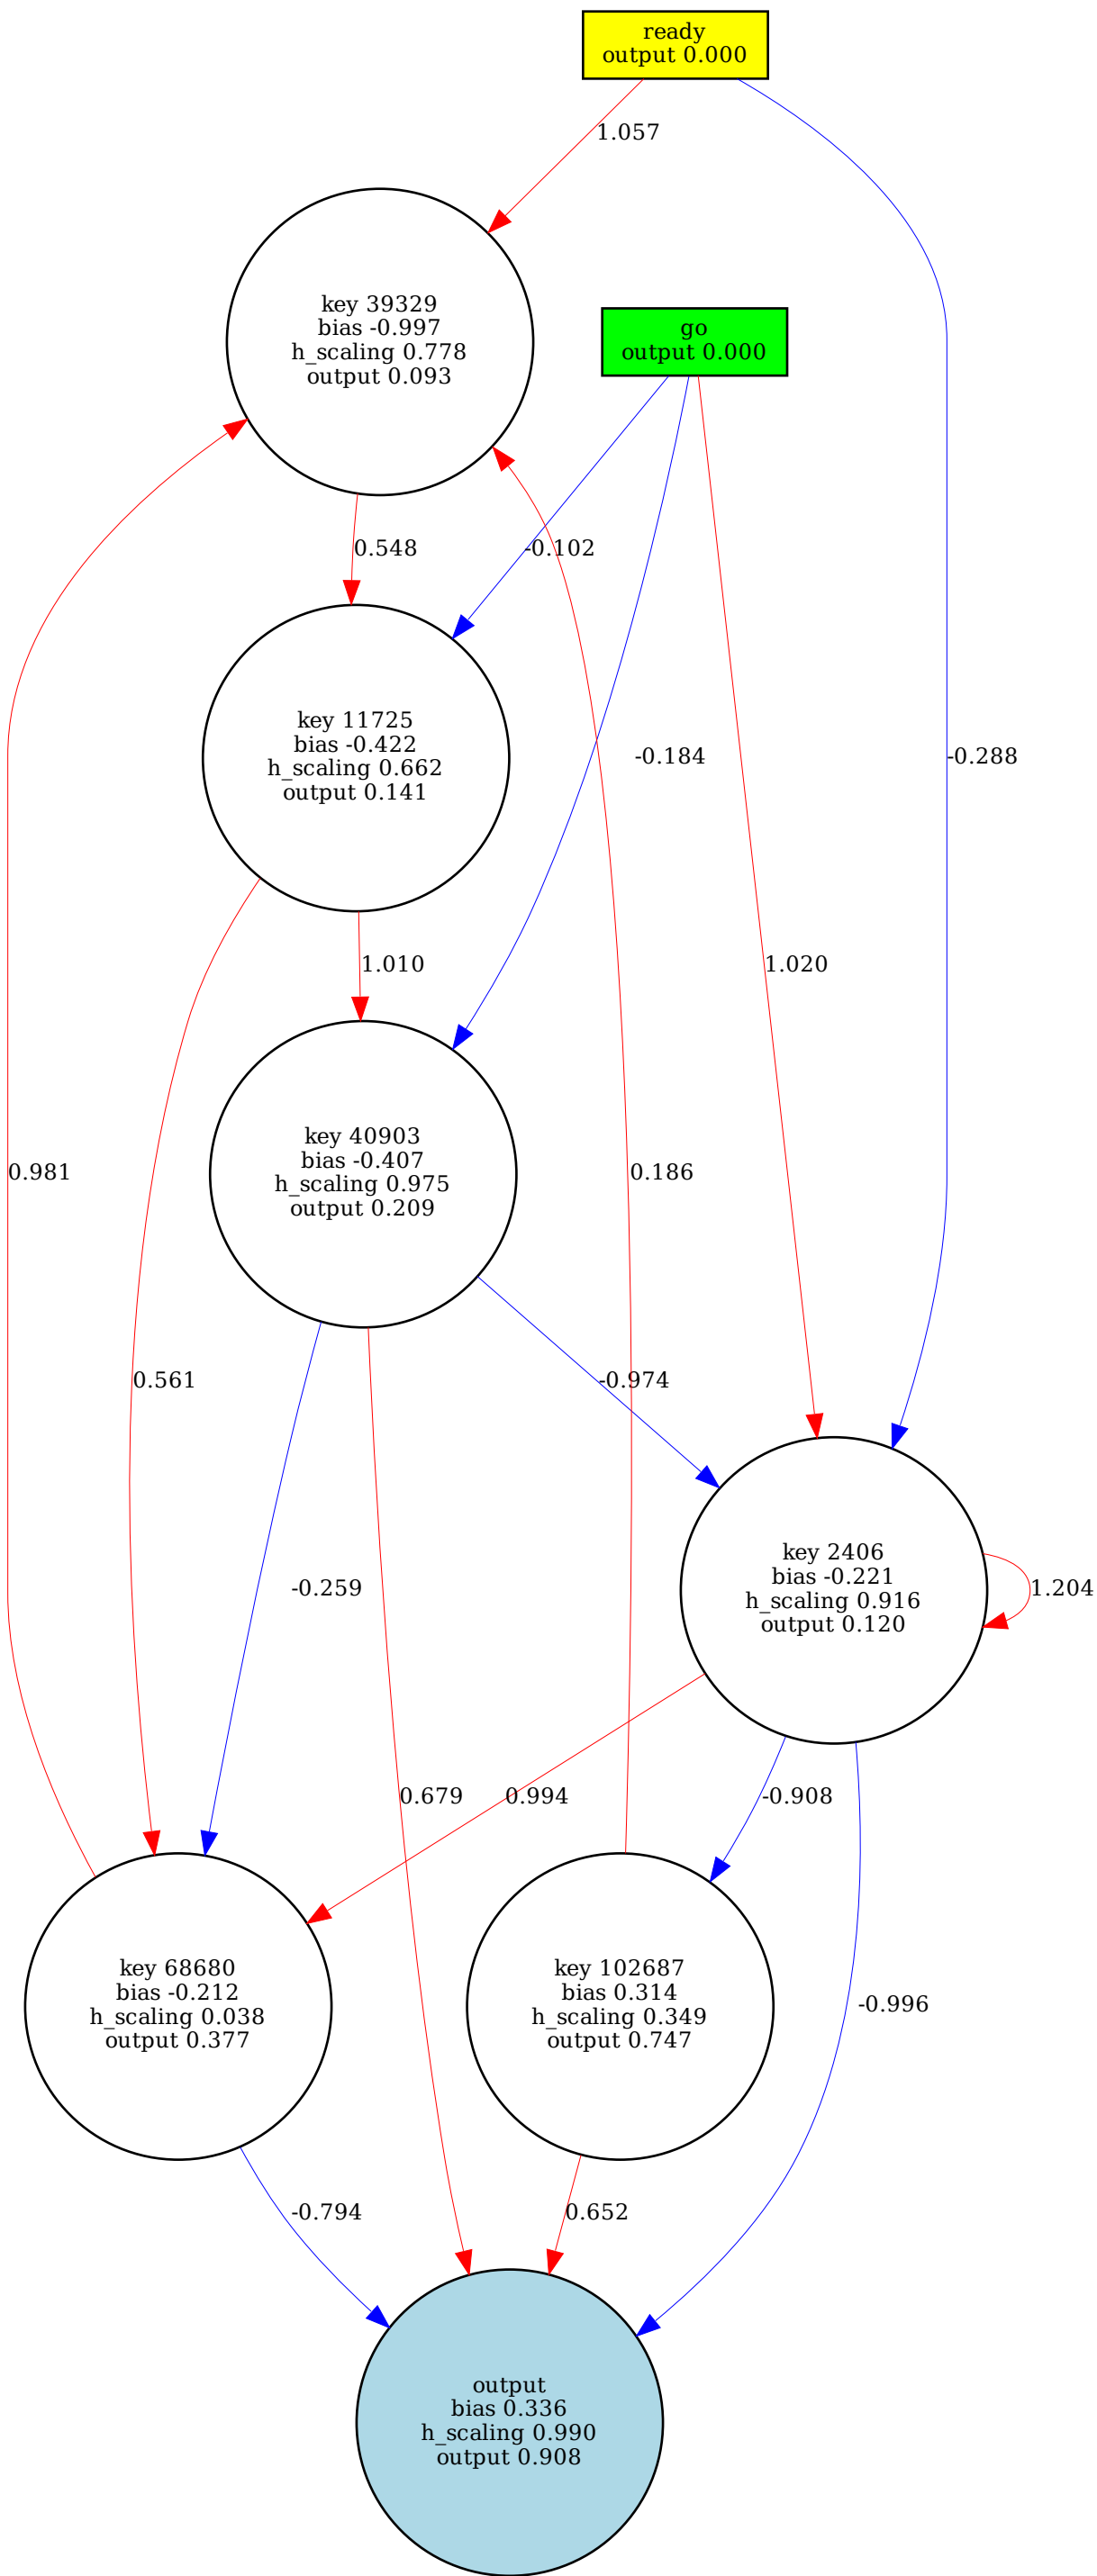 ready
output 0.000
1.057
key 39329
bias -0.997
h_scaling 0.778
output 0.093
go
output 0.000
0.548
-0.102
key 11725
bias -0.422
h_scaling 0.662
output 0.141
-0.184
-0.288
1.010
1.020
key 40903
bias -0.407
h_scaling 0.975
output 0.209
0.981
0.186
0.561
-0.974
key 2406
bias -0.221
h_scaling 0.916
output 0.120
-0.259
1.204
0.679
0.994
-0.908
key 68680
bias -0.212
h_scaling 0.038
output 0.377
key 102687
bias 0.314
h_scaling 0.349
output 0.747
-0.996
-0.794
0.652
output
bias 0.336
h_scaling 0.990
output 0.908